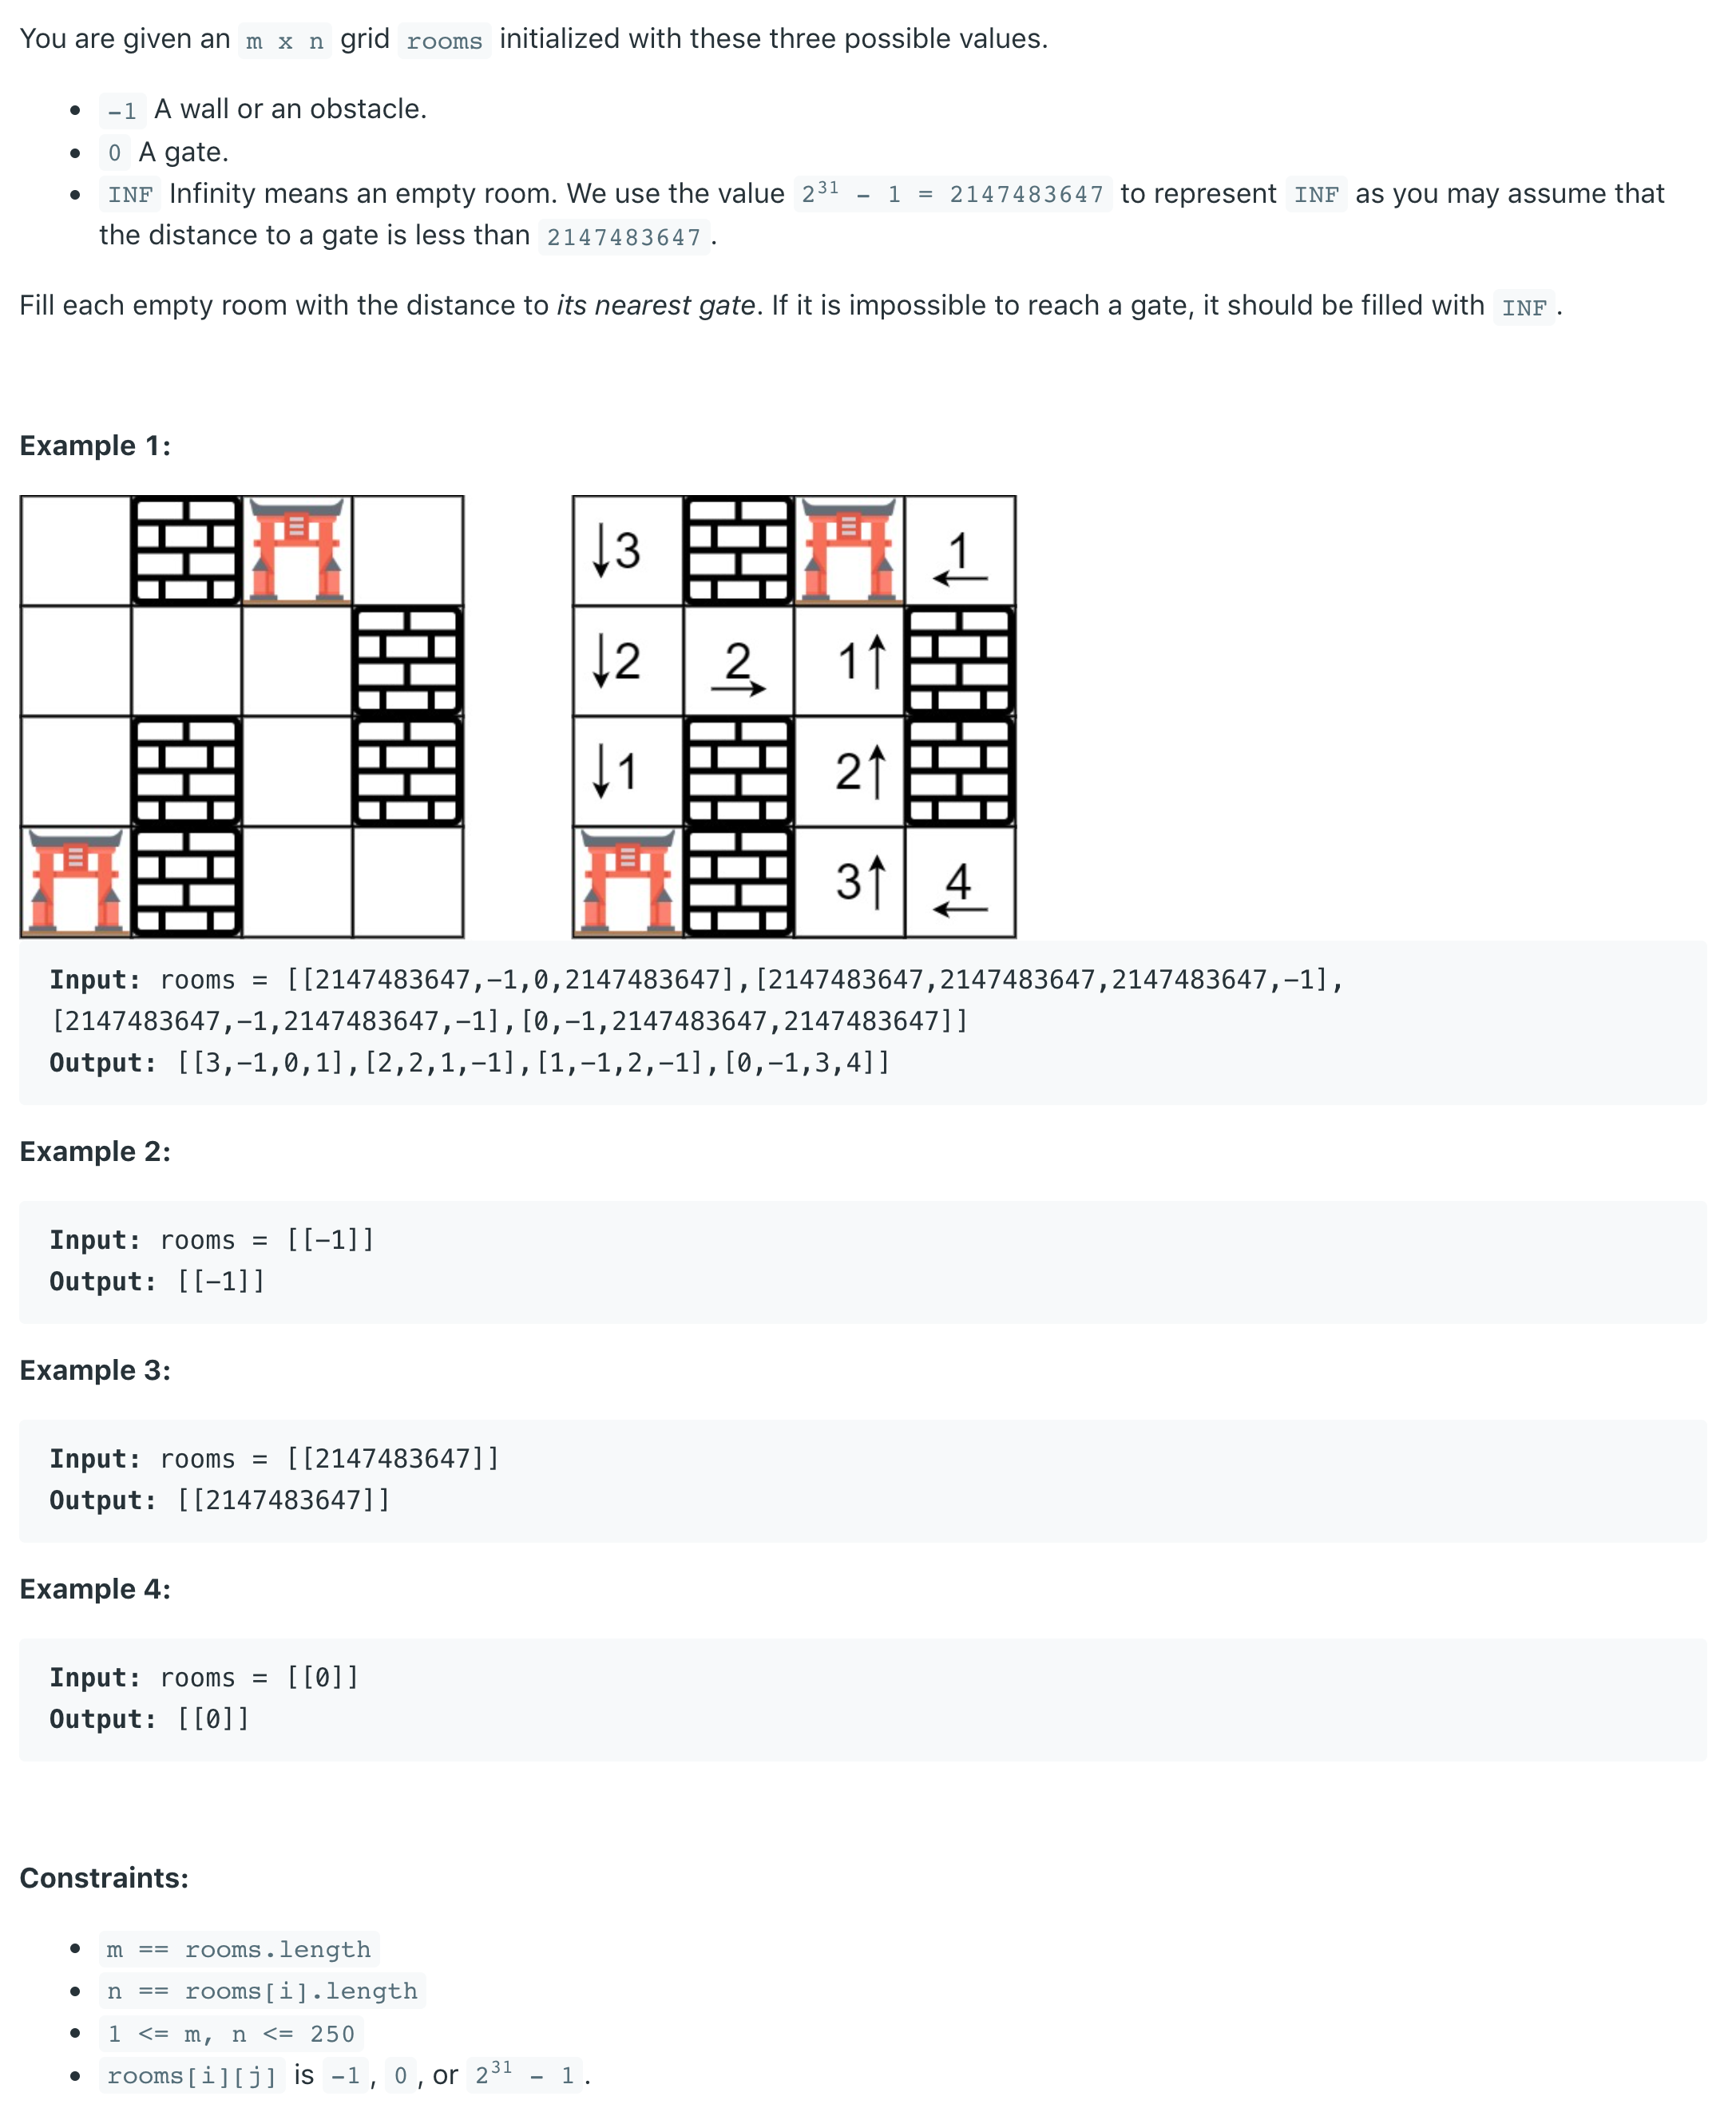 You are given an m x n grid rooms initialized with these three possible values.
• -1 A wall or an obstacle.
• 0 A gate.
• INF Infinity means an empty room. We use the value 2³¹ - 1 = 2147483647 to represent INF as you may assume that
the distance to a gate is less than 2147483647.
Fill each empty room with the distance to its nearest gate. If it is impossible to reach a gate, it should be filled with INF.
Example 1:
↓3 1 ←
↓2 2 → 1↑
↓1 2↑
3↑ 4 ←
Input: rooms = [[2147483647,-1,0,2147483647],[2147483647,2147483647,2147483647,-1],
[2147483647,-1,2147483647,-1],[0,-1,2147483647,2147483647]]
Output: [[3,-1,0,1],[2,2,1,-1],[1,-1,2,-1],[0,-1,3,4]]
Example 2:
Input: rooms = [[-1]]
Output: [[-1]]
Example 3:
Input: rooms = [[2147483647]]
Output: [[2147483647]]
Example 4:
Input: rooms = [[0]]
Output: [[0]]
Constraints:
• m == rooms.length
• n == rooms[i].length
• 1 <= m, n <= 250
• rooms[i][j] is -1, 0, or 2³¹ - 1.